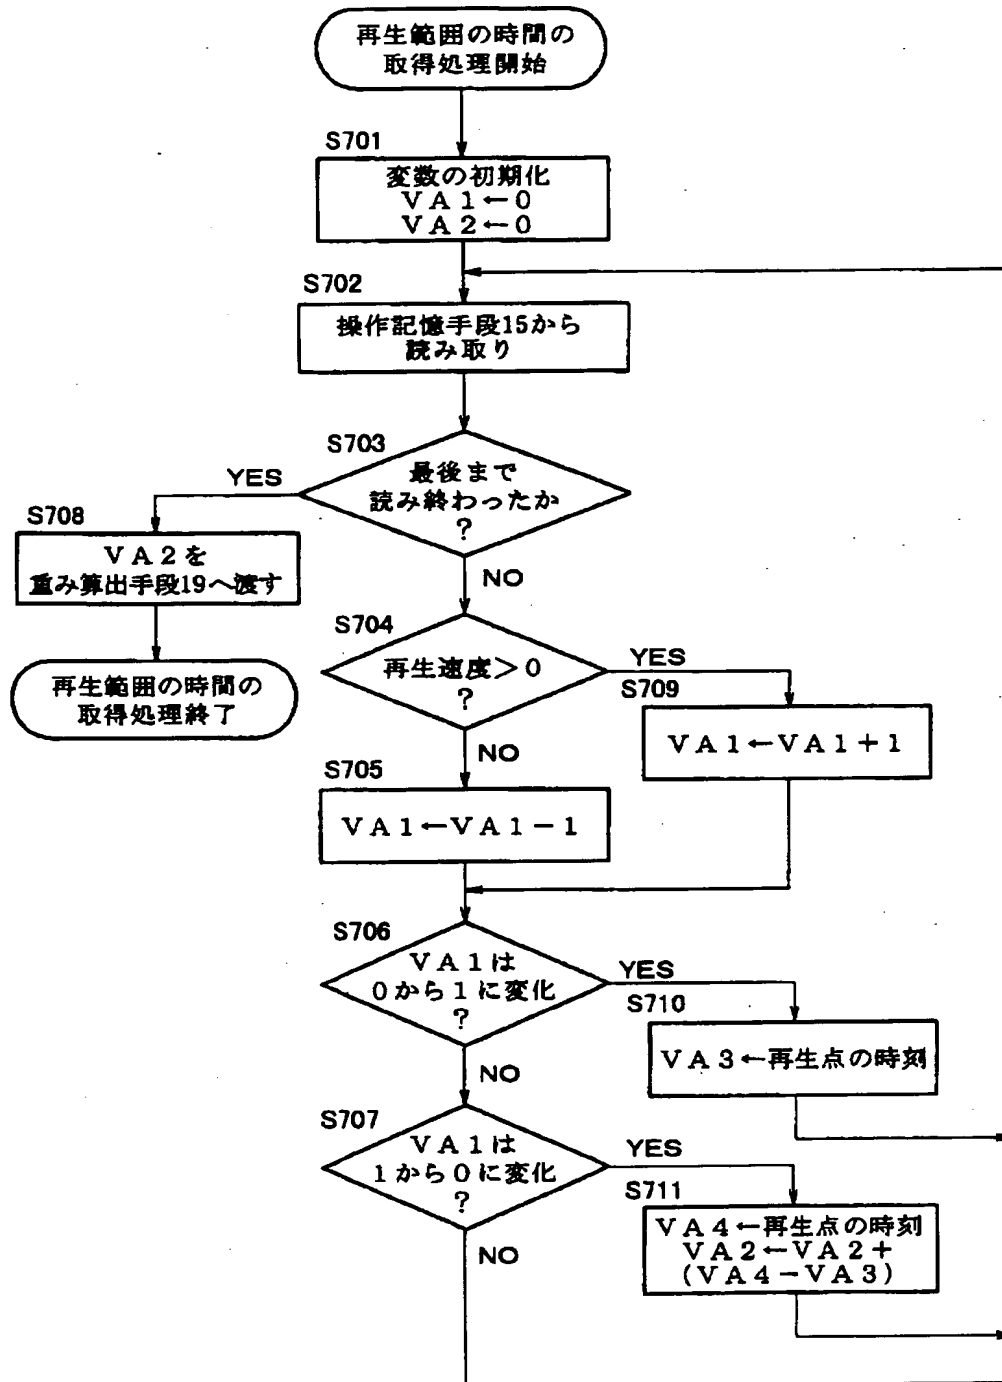 再生範囲の時間の
取得処理開始
S701
変数の初期化
VA1←0
VA2←0
S702
操作記憶手段15から
読み取り
S703
最後まで
読み終わったか
?
YES
NO
S708
VA2を
重み算出手段19へ渡す
再生範囲の時間の
取得処理終了
S704
再生速度>0
?
YES
NO
S709
VA1←VA1+1
S705
VA1←VA1-1
S706
VA1は
0から1に変化
?
YES
NO
S710
VA3←再生点の時刻
S707
VA1は
1から0に変化
?
YES
NO
S711
VA4←再生点の時刻
VA2←VA2+
(VA4-VA3)